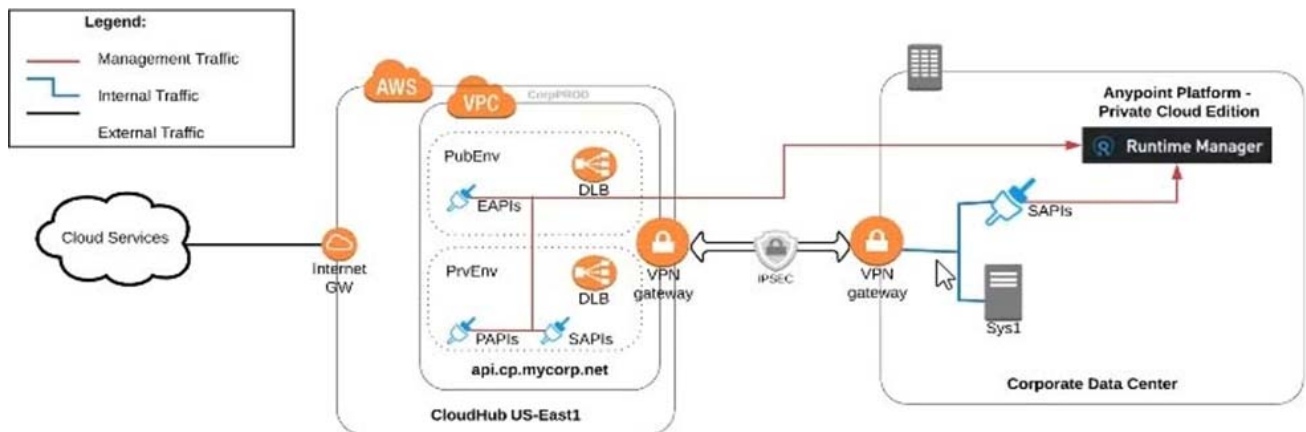 Legend:
Management Traffic
Internal Traffic
External Traffic
AWS
VPC
CorpPROD
PubEnv
DLB
EAPIs
PrvEnv
DLB
PAPIs
SAPIs
api.cp.mycorp.net
CloudHub US-East1
Cloud Services
Internet
GW
VPN
gateway
IPSEC
VPN
gateway
Anypoint Platform -
Private Cloud Edition
Runtime Manager
SAPIs
Sys1
Corporate Data Center